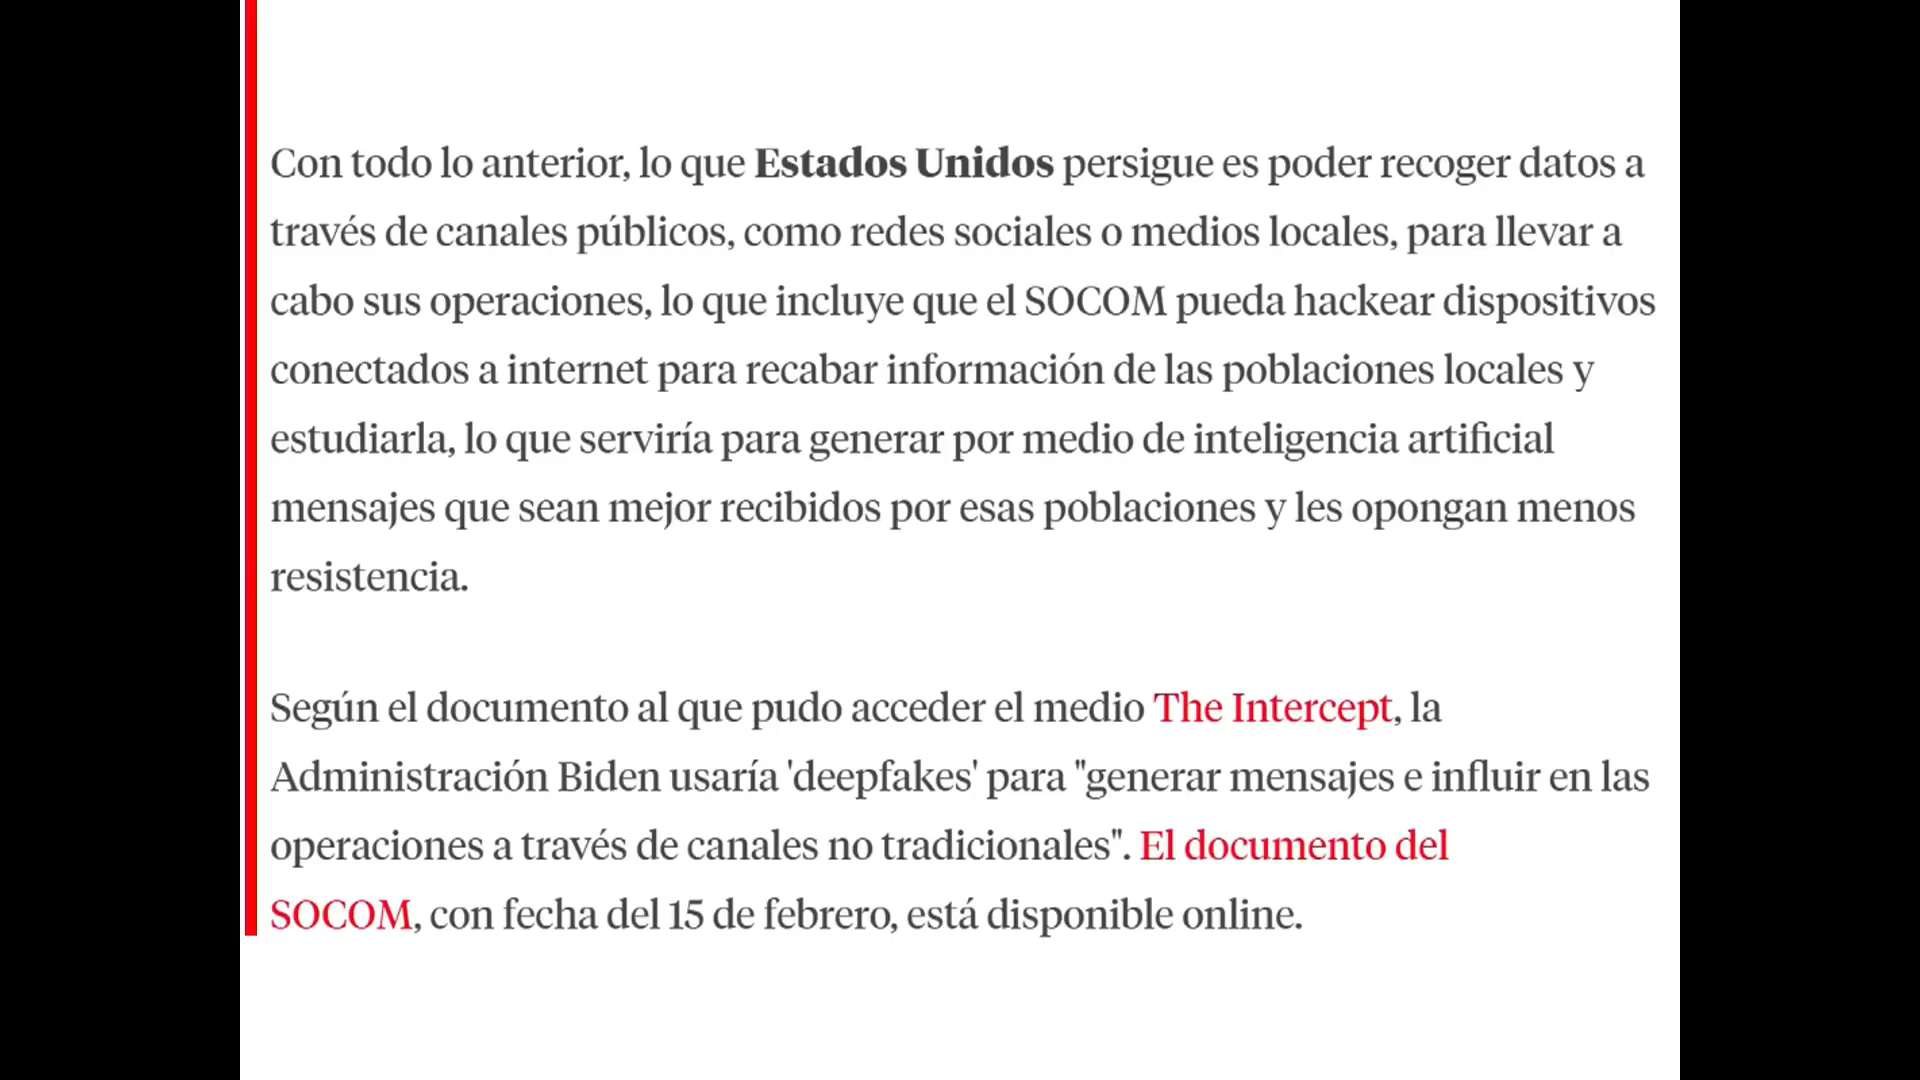 Con todo lo anterior, lo que Estados Unidos persigue es poder recoger datos a
través de canales públicos, como redes sociales o medios locales, para llevar a
cabo sus operaciones, lo que incluye que el SOCOM pueda hackear dispositivos
conectados a internet para recabar información de las poblaciones locales y
estudiarla, lo que serviría para generar por medio de inteligencia artificial
mensajes que sean mejor recibidos por esas poblaciones y les opongan menos
resistencia.
Según el documento al que pudo acceder el medio The Intercept, la
Administración Biden usaría 'deepfakes' para "generar mensajes e influir en las
operaciones a través de canales no tradicionales". El documento del
SOCOM, con fecha del 15 de febrero, está disponible online.